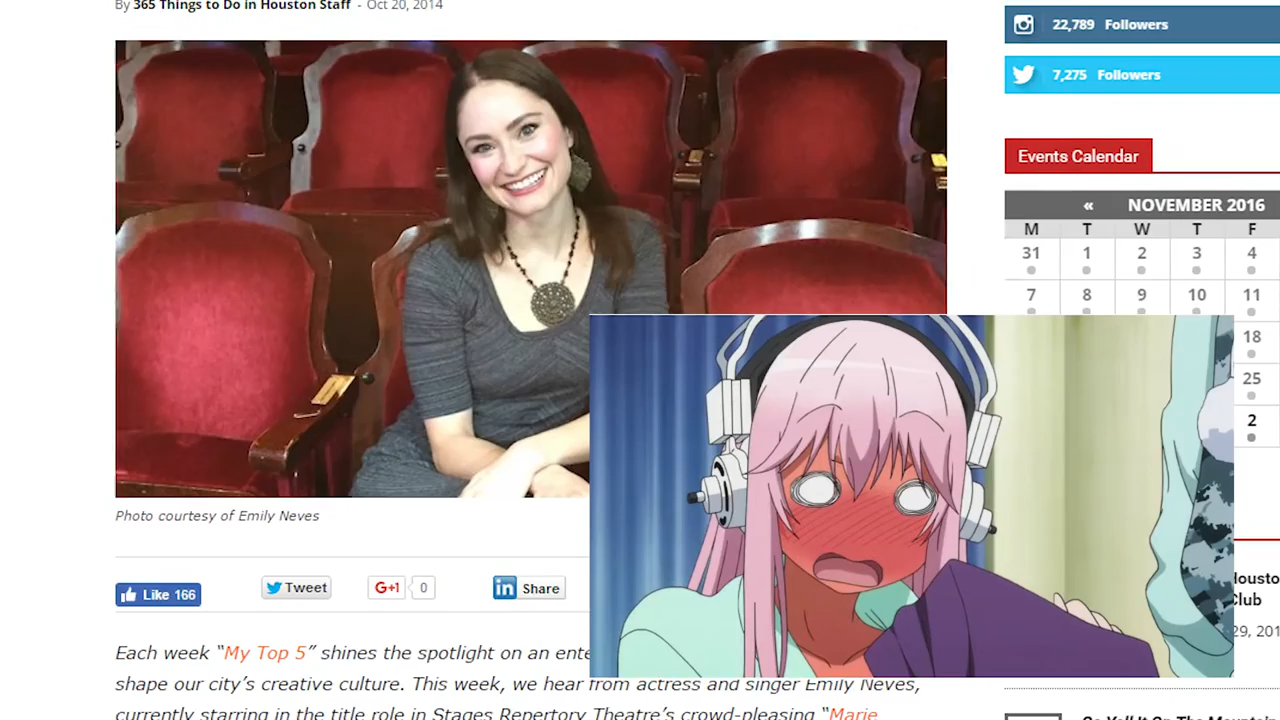 By 365 Things to Do in Houston Staff - Oct 20, 2014
22,789 Followers
7,275 Followers
Events Calendar
« NOVEMBER 2016
M T W T F
31 1 2 3 4
7 8 9 10 11
18
25
2
Photo courtesy of Emily Neves
Like 166
Tweet
G+1 0
in Share
Each week “My Top 5” shines the spotlight on an
shape our city’s creative culture. This week, we hear from actress and singer Emily Neves,
currently starring in the title role in Stages Repertory Theatre’s crowd-pleasing “Marie